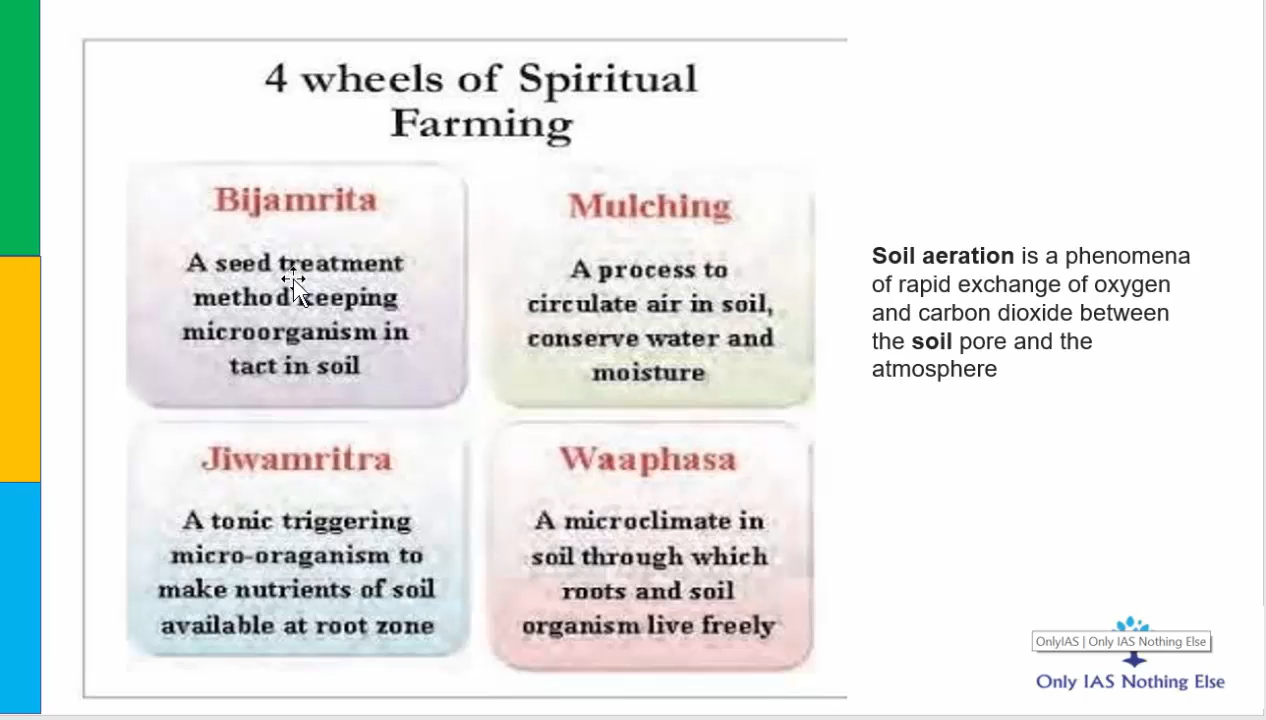 4 wheels of Spiritual
Farming
Bijamrita
A seed treatment
method keeping
microorganism in
tact in soil
Mulching
A process to
circulate air in soil,
conserve water and
moisture
Jiwamritra
A tonic triggering
micro-oraganism to
make nutrients of soil
available at root zone
Waaphasa
A microclimate in
soil through which
roots and soil
organism live freely
Soil aeration is a phenomena
of rapid exchange of oxygen
and carbon dioxide between
the soil pore and the
atmosphere
OnlyIAS | Only IAS Nothing Else
Only IAS Nothing Else